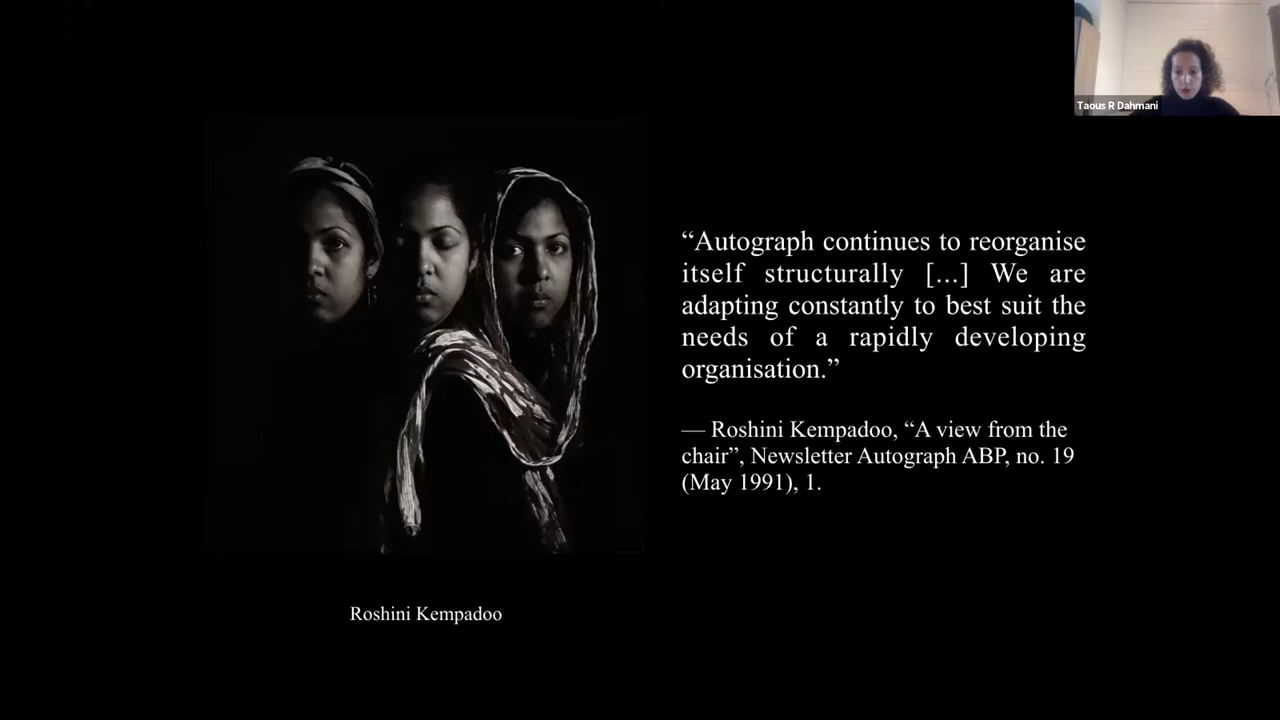 Taous R Dahmani
“Autograph continues to reorganise
itself structurally [...] We are
adapting constantly to best suit the
needs of a rapidly developing
organisation.”
— Roshini Kempadoo, “A view from the
chair”, Newsletter Autograph ABP, no. 19
(May 1991), 1.
Roshini Kempadoo